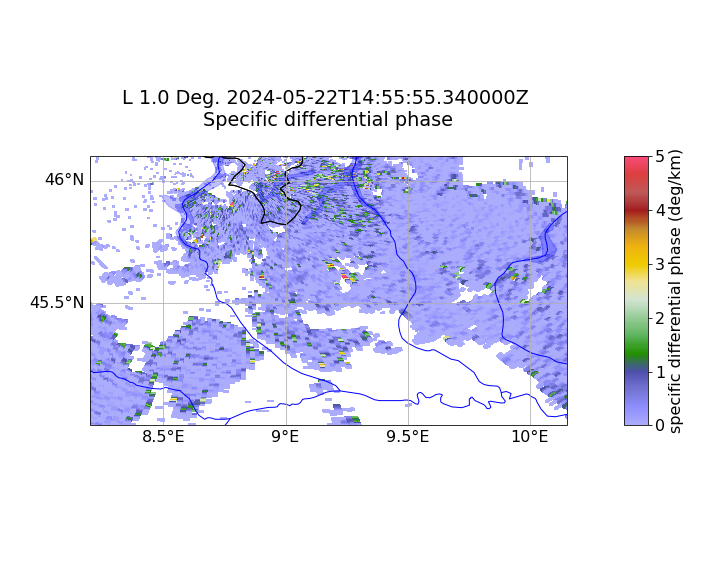 L 1.0 Deg. 2024-05-22T14:55:55.340000Z
Specific differential phase
46°N
45.5°N
8.5°E
9°E
9.5°E
10°E
5
4
3
2
1
0
specific differential phase (deg/km)